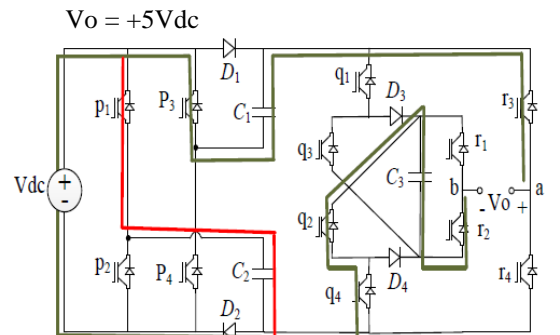 Vo = +5Vdc
D₁
q₁
p₁
P₃
C₁
D₃
r₃
q₃
r₁
Vdc
+
-
C₃
b
Vo
a
-
+
q₂
r₂
p₂
P₄
C₂
D₄
r₄
q₄
D₂